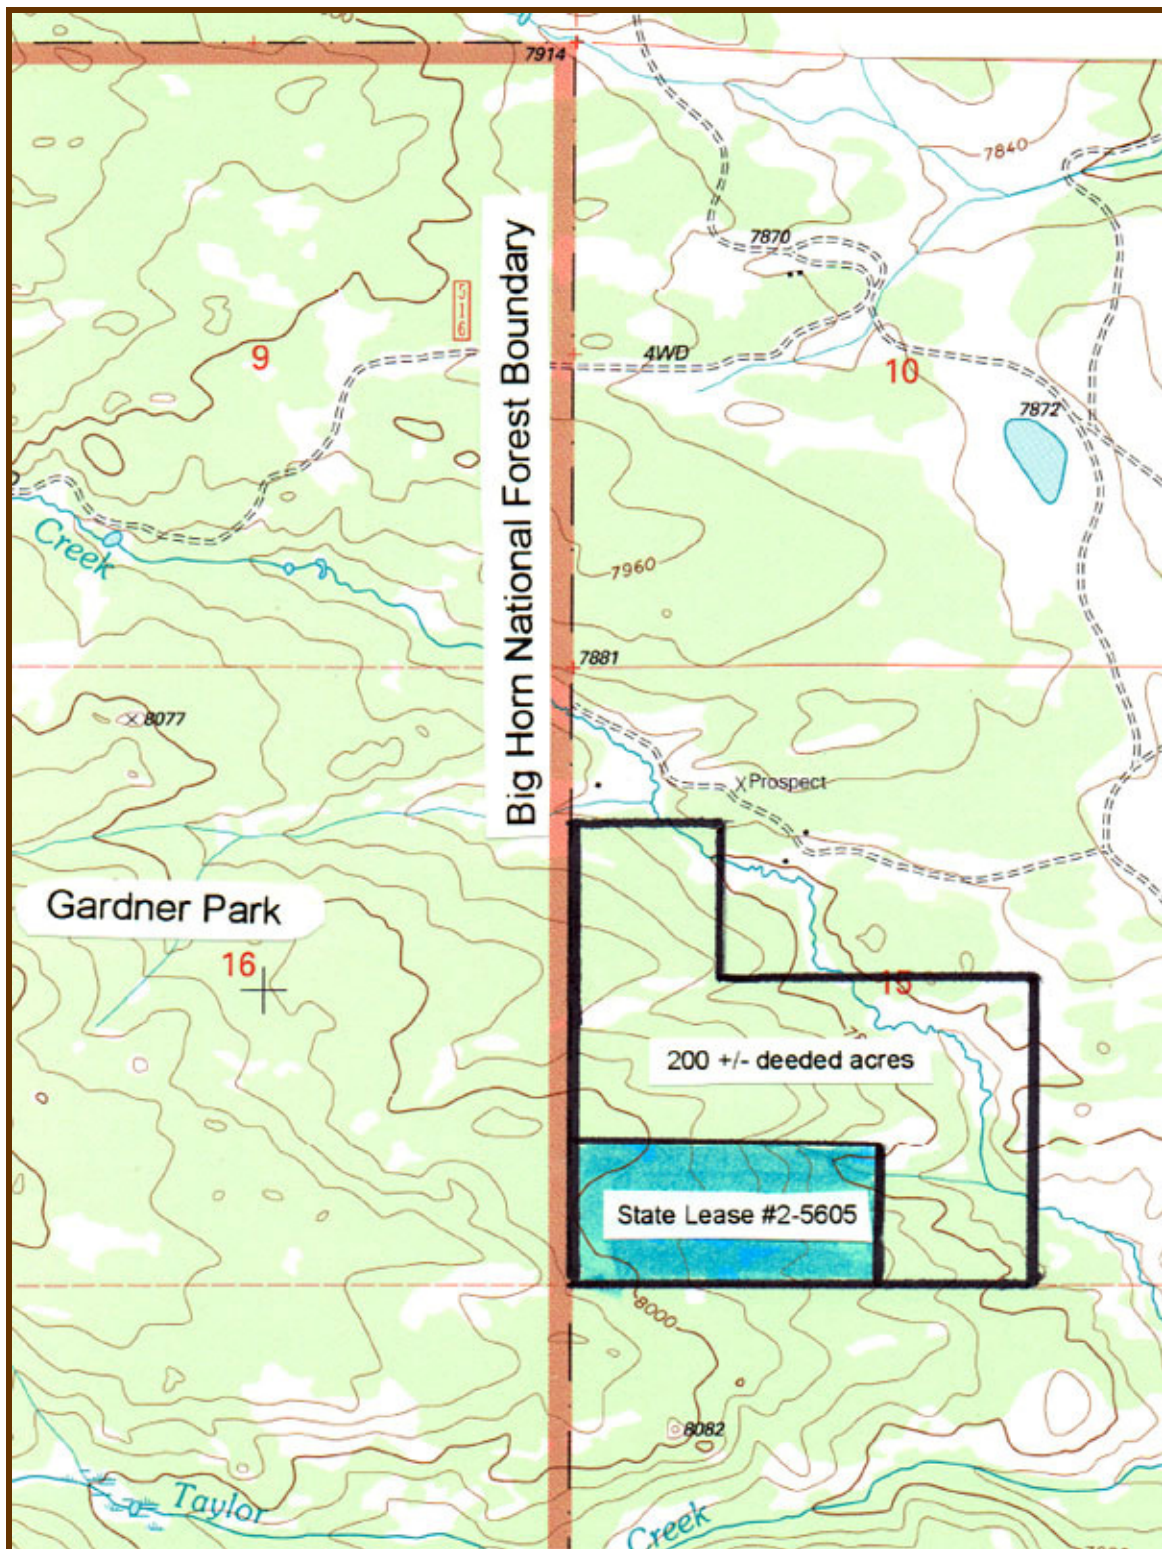 7914
7840
7870
516
9
4WD
10
7872
Big Horn National Forest Boundary
Creek
7960
7881
8077
Prospect
Gardner Park
16
15
200 +/- deeded acres
State Lease #2-5605
8000
8082
Taylor
Creek